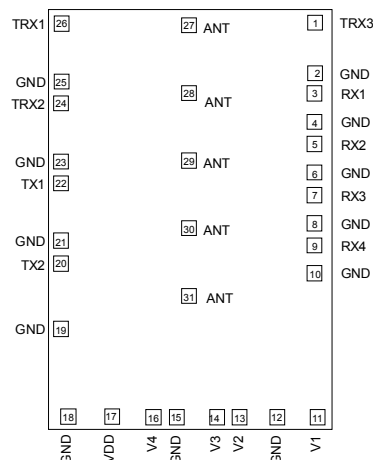 TRX1 26 27 ANT 1 TRX3
2 GND
GND 25
28 ANT 3 RX1
TRX2 24
4 GND
5 RX2
GND 23 29 ANT
6 GND
TX1 22
7 RX3
8 GND
30 ANT
GND 21
9 RX4
TX2 20
10 GND
31 ANT
GND 19
18 17 16 15 14 13 12 11
GND VDD V4 GND V3 V2 GND V1